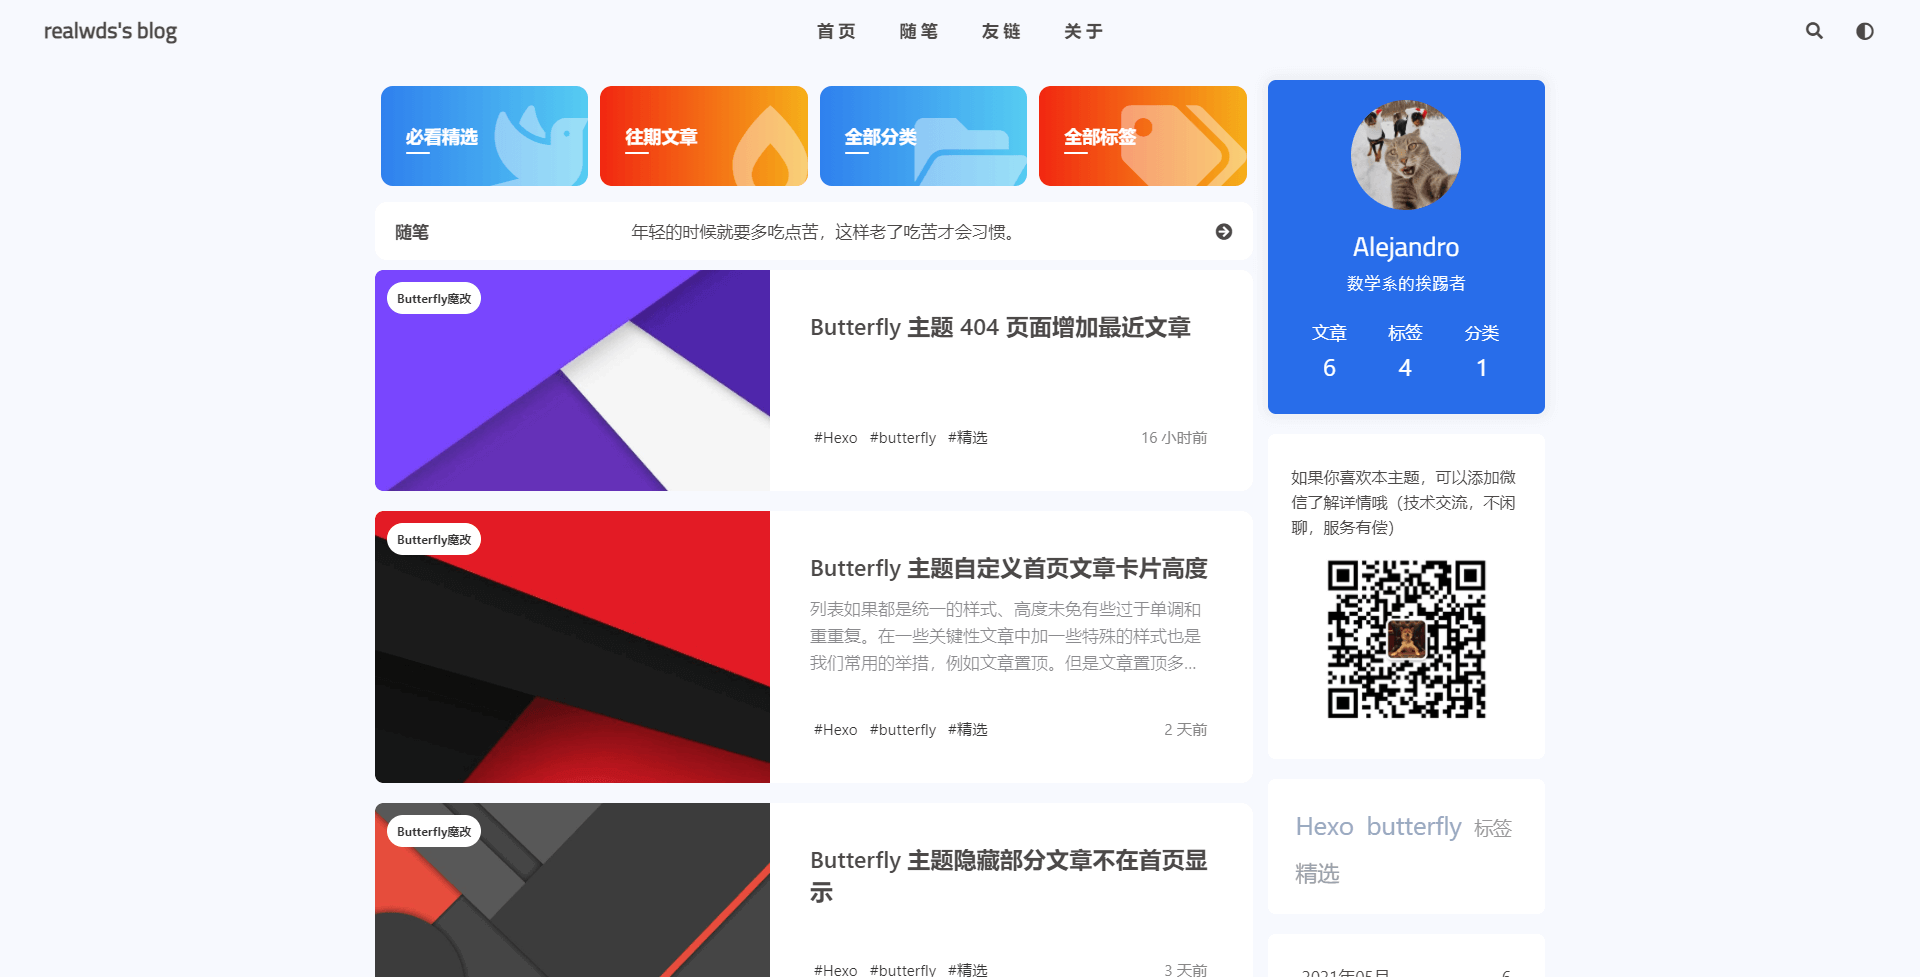 realwds's blog
首页 随笔 友链 关于
必看精选
往期文章
全部分类
全部标签
随笔
年轻的时候就要多吃点苦，这样老了吃苦才会习惯。
Butterfly魔改
Butterfly 主题 404 页面增加最近文章
#Hexo #butterfly #精选
16 小时前
Butterfly魔改
Butterfly 主题自定义首页文章卡片高度
列表如果都是统一的样式、高度未免有些过于单调和
重重复。在一些关键性文章中加一些特殊的样式也是
我们常用的举措，例如文章置顶。但是文章置顶多...
#Hexo #butterfly #精选
2 天前
Butterfly魔改
Butterfly 主题隐藏部分文章不在首页显
示
#Hexo #butterfly #精选
3 天前
Alejandro
数学系的挨踢者
文章 标签 分类
6 4 1
如果你喜欢本主题，可以添加微
信了解详情哦（技术交流，不闲
聊，服务有偿）
Hexo butterfly 标签
精选
2021年05月 6